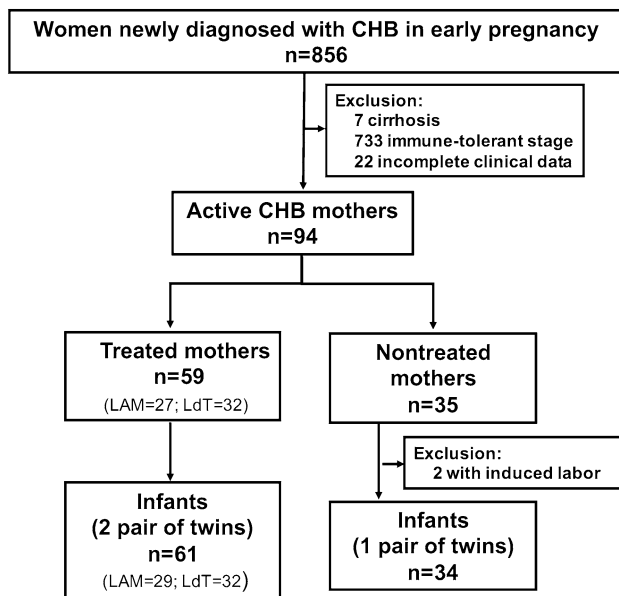 Women newly diagnosed with CHB in early pregnancy
n=856
Exclusion:
7 cirrhosis
733 immune-tolerant stage
22 incomplete clinical data
Active CHB mothers
n=94
Treated mothers
n=59
(LAM=27; LdT=32)
Nontreated
mothers
n=35
Exclusion:
2 with induced labor
Infants
(2 pair of twins)
n=61
(LAM=29; LdT=32)
Infants
(1 pair of twins)
n=34